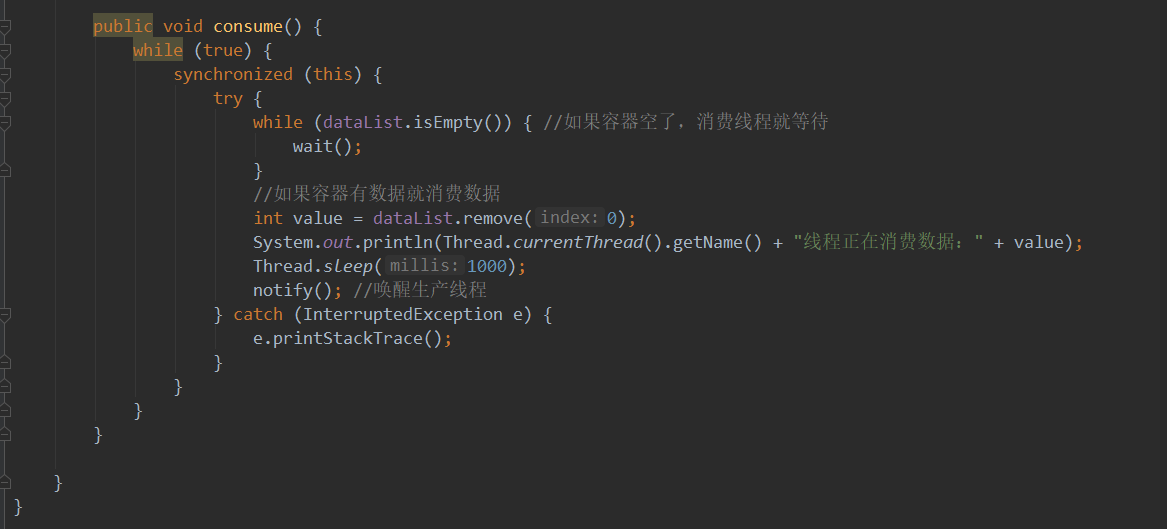 public void consume() {
while (true) {
synchronized (this) {
try {
while (dataList.isEmpty()) { //如果容器空了，消费线程就等待
wait();
}
//如果容器有数据就消费数据
int value = dataList.remove( index: 0);
System.out.println(Thread.currentThread().getName() + "线程正在消费数据：" + value);
Thread.sleep( millis: 1000);
notify(); //唤醒生产线程
} catch (InterruptedException e) {
e.printStackTrace();
}
}
}
}
}
}